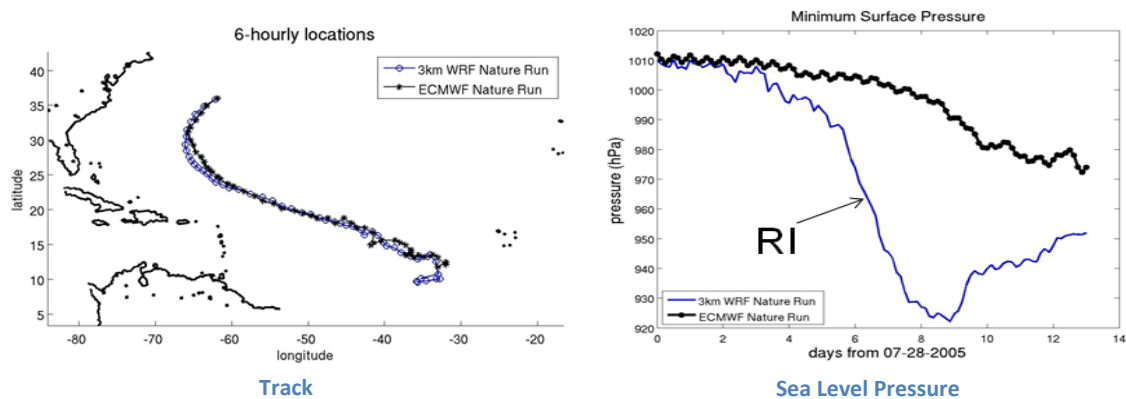 6-hourly locations
3km WRF Nature Run
ECMWF Nature Run
latitude
40
35
30
25
20
15
10
5
-80
-70
-60
-50
-40
-30
-20
longitude
Track
Minimum Surface Pressure
pressure (hPa)
1020
1010
1000
990
980
970
960
950
940
930
920
RI
3km WRF Nature Run
ECMWF Nature Run
0
2
4
6
8
10
12
14
days from 07-28-2005
Sea Level Pressure